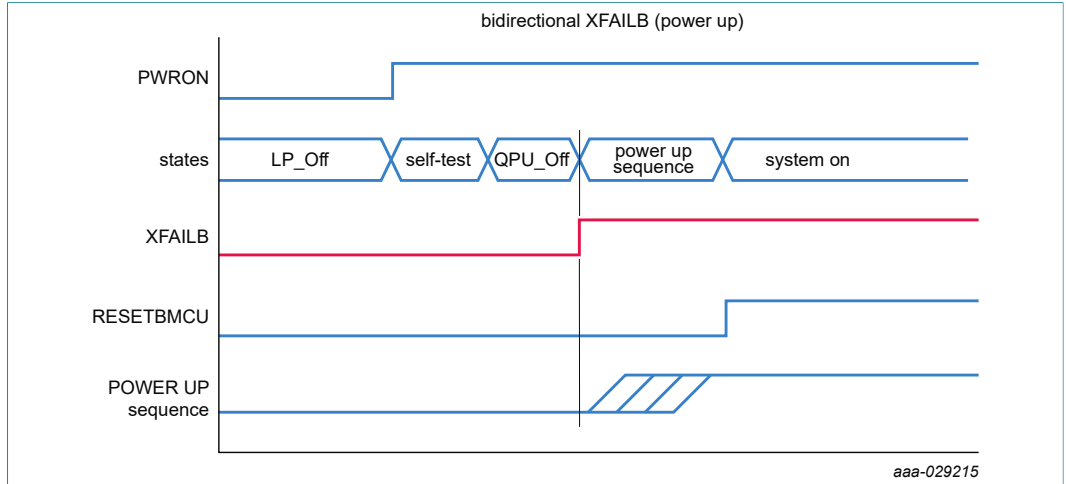 bidirectional XFAILB (power up)
PWRON
states
LP_Off
self-test
QPU_Off
power up
sequence
system on
XFAILB
RESETBMCU
POWER UP
sequence
aaa-029215